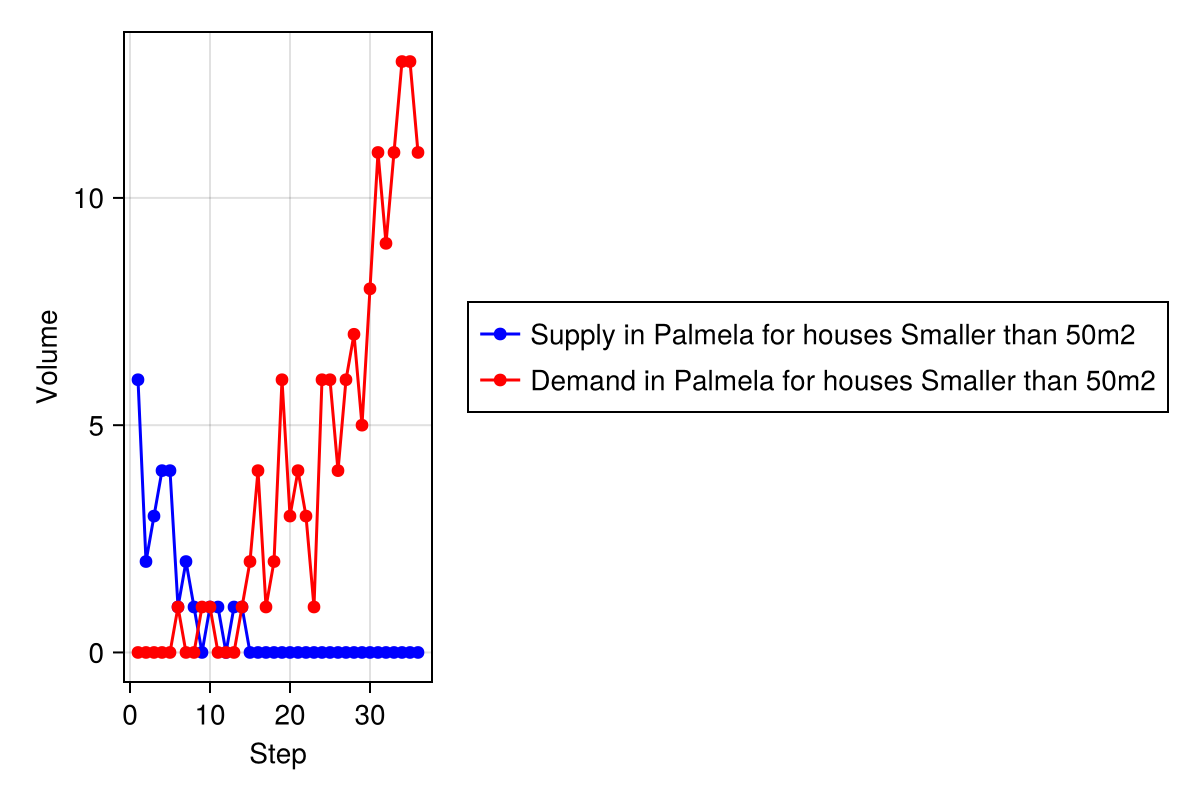 Volume
10
5
0
0 10 20 30
Step
Supply in Palmela for houses Smaller than 50m2
Demand in Palmela for houses Smaller than 50m2